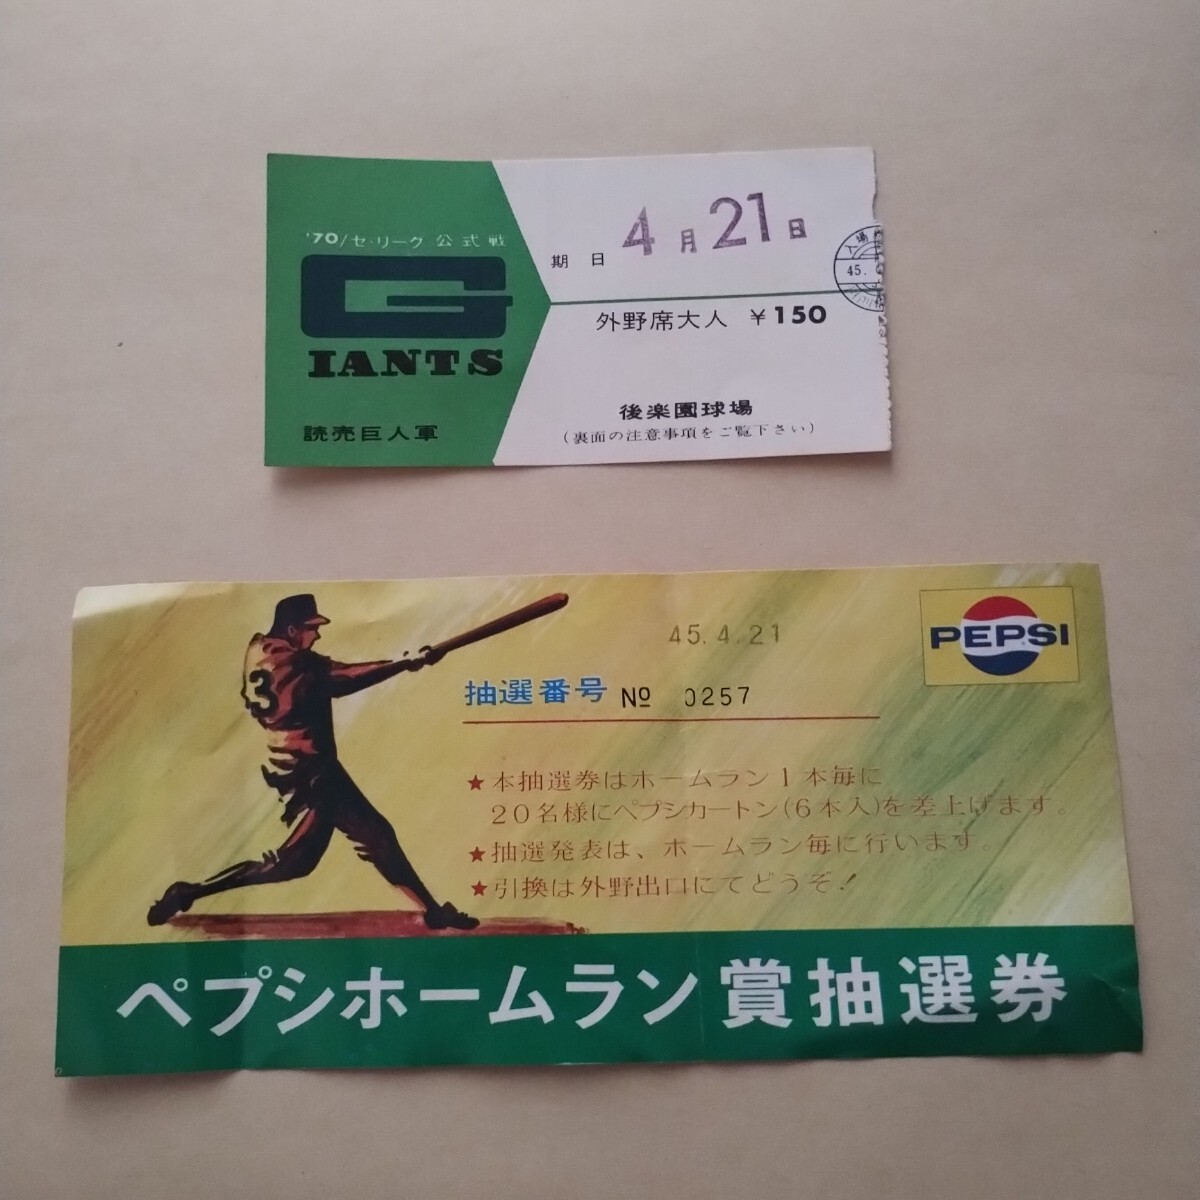 '70/セ・リーグ 公式戦
GIANTS
読売巨人軍
期日 4月21日
外野席大人 ￥150
後楽園球場
(裏面の注意事項をご覧下さい)
入場
45.
3
45.4.21
PEPSI
抽選番号 № 0257
★本抽選券はホームラン1本毎に
20名様にペプシカートン(6本入)を差上げます。
★抽選発表は、ホームラン毎に行います。
★引換は外野出口にてどうぞ!
ペプシホームラン賞抽選券